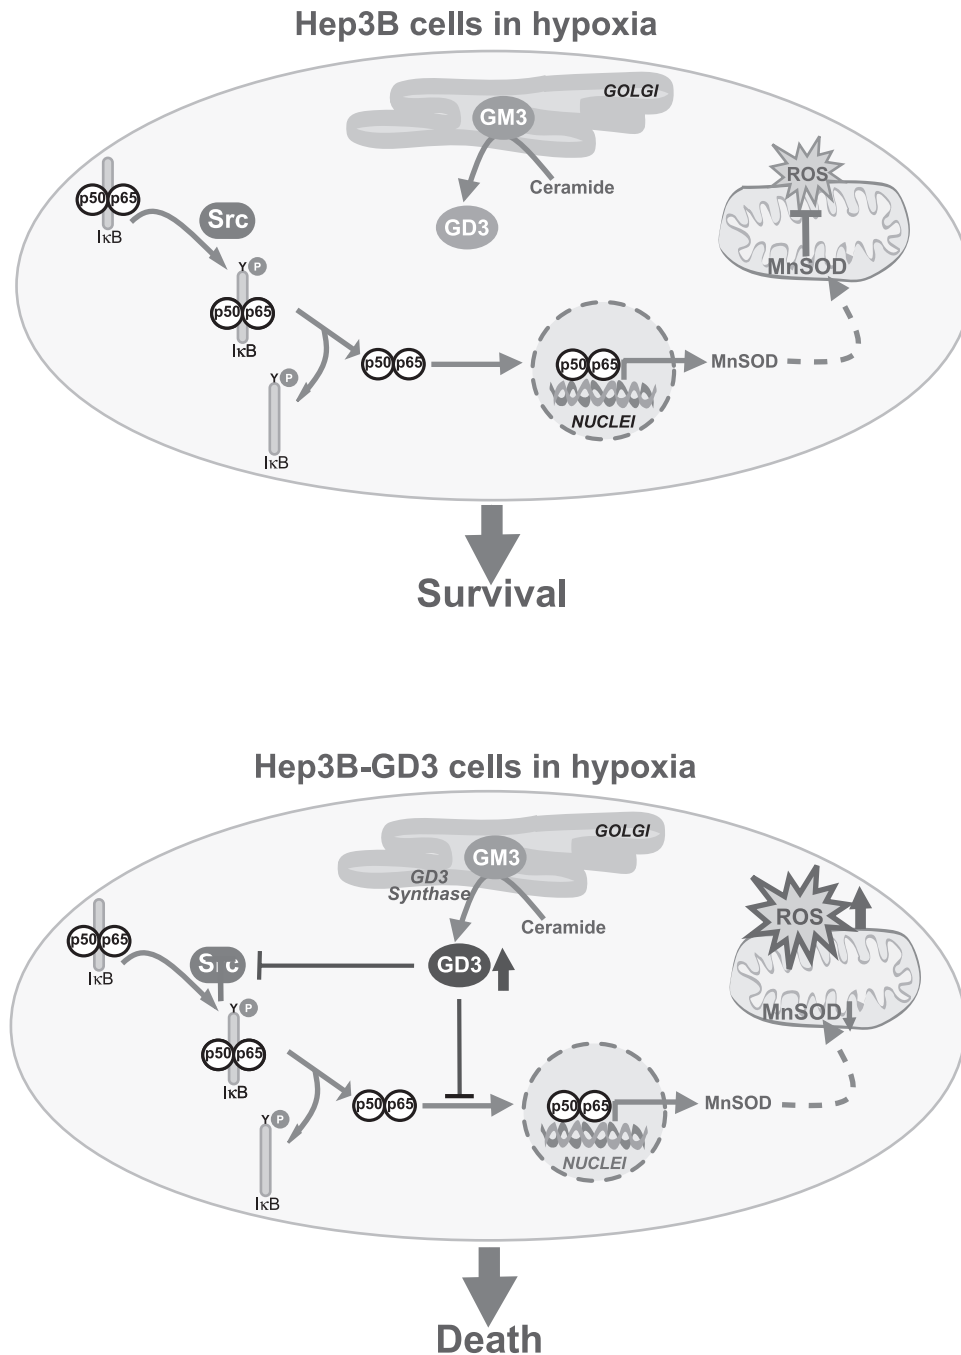 Hep3B cells in hypoxia
GOLGI
GM3
ROS
p50 p65
Ceramide
Src
GD3
IκB
MnSOD
Y P
p50 p65
IκB
p50 p65
p50 p65
MnSOD
Y P
NUCLEI
IκB
Survival
Hep3B-GD3 cells in hypoxia
GOLGI
GM3
GD3
Synthase
ROS
Ceramide
p50 p65
Src
GD3
IκB
MnSOD
Y P
p50 p65
IκB
p50 p65
p50 p65
MnSOD
Y P
NUCLEI
IκB
Death